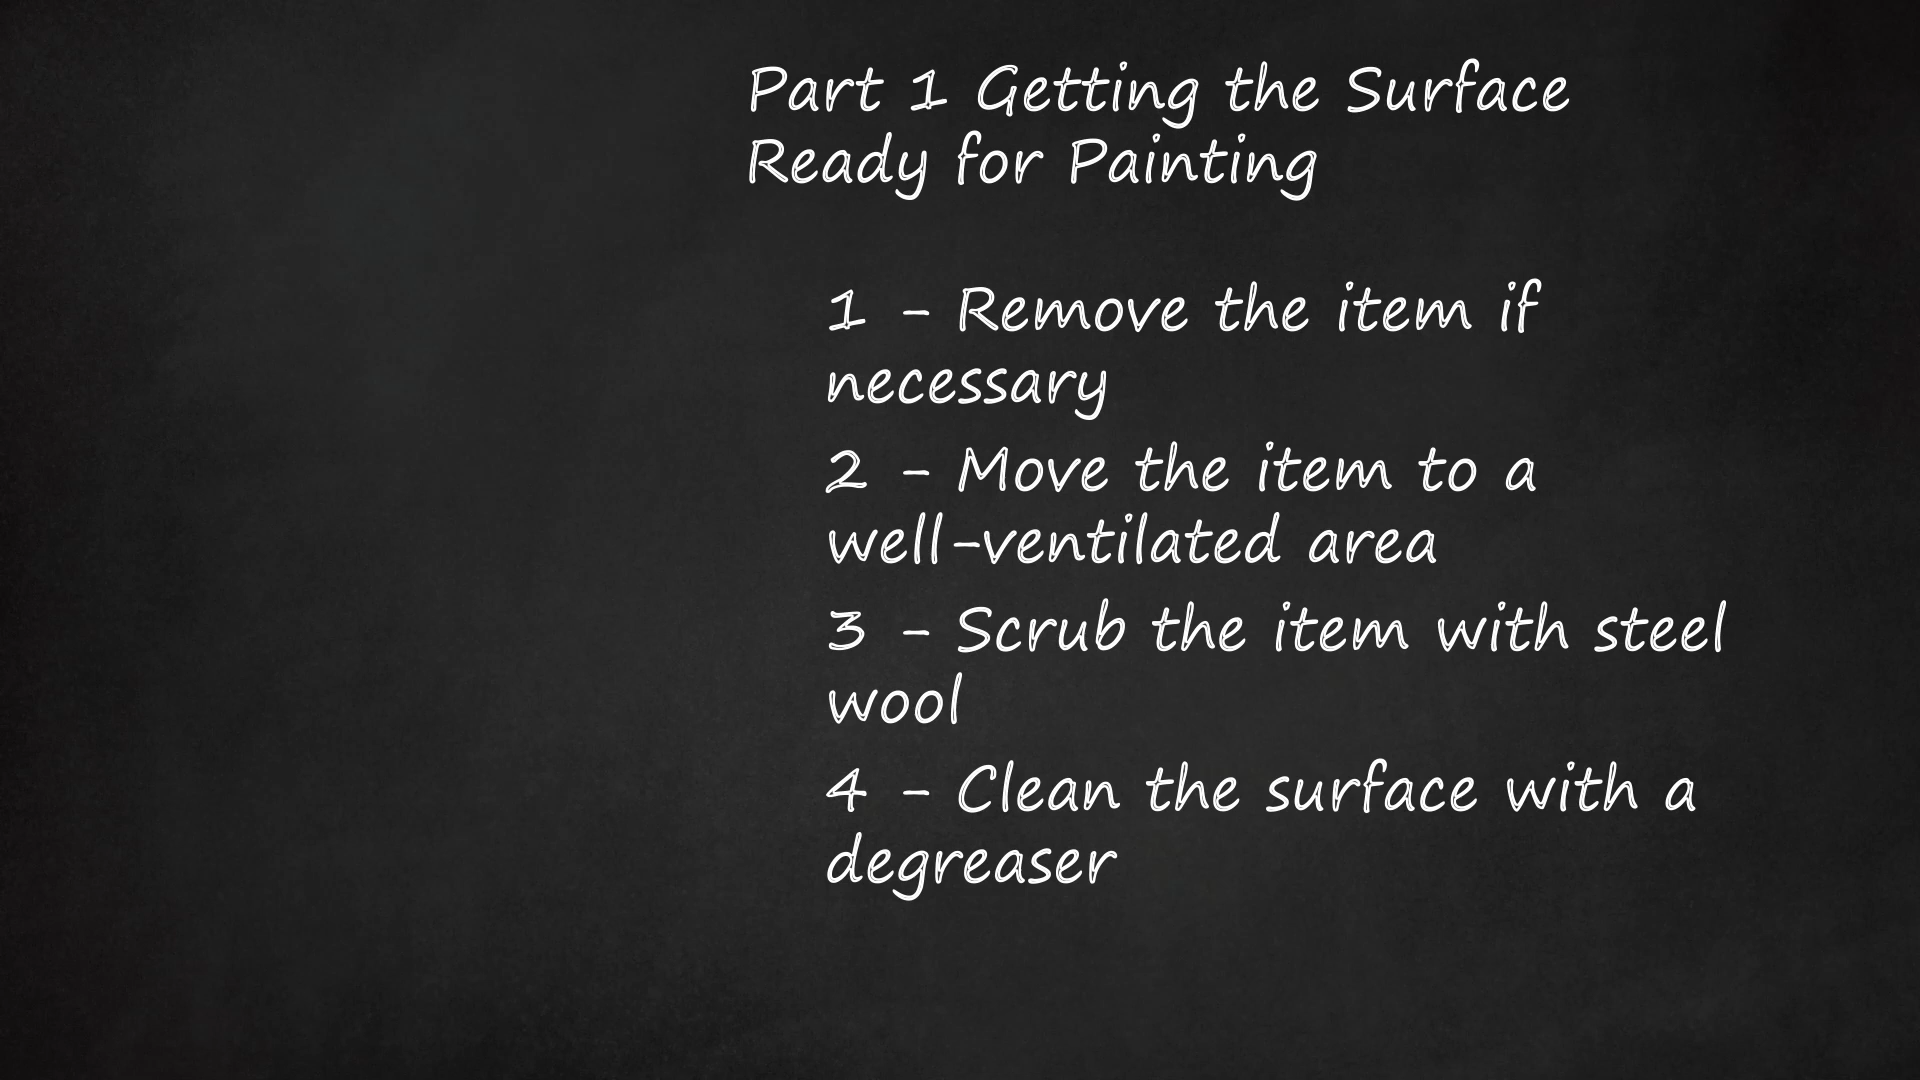 Part 1 Getting the Surface
Ready for Painting
1 - Remove the item if
necessary
2 - Move the item to a
well-ventilated area
3 - Scrub the item with steel
wool
4 - Clean the surface with a
degreaser